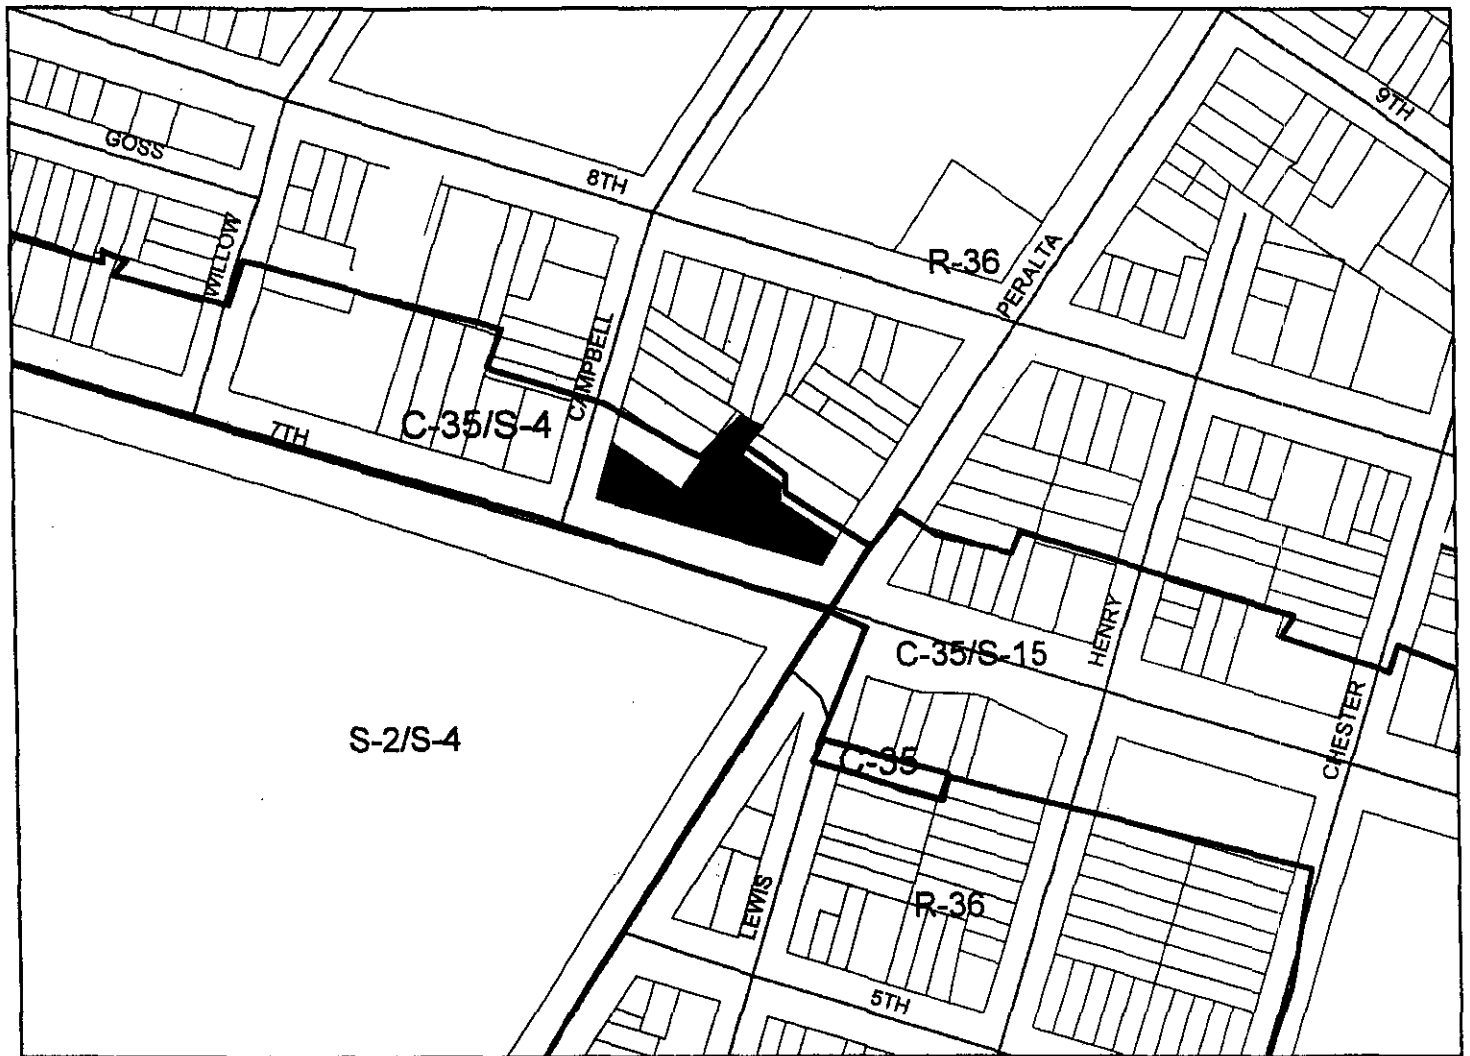 9TH
GOSS
8TH
WILLOW
R-36
PERALTA
CAMPBELL
C-35/S-4
7TH
HENRY
C-35/S-15
CHESTER
S-2/S-4
C-35
LEWIS
R-36
5TH